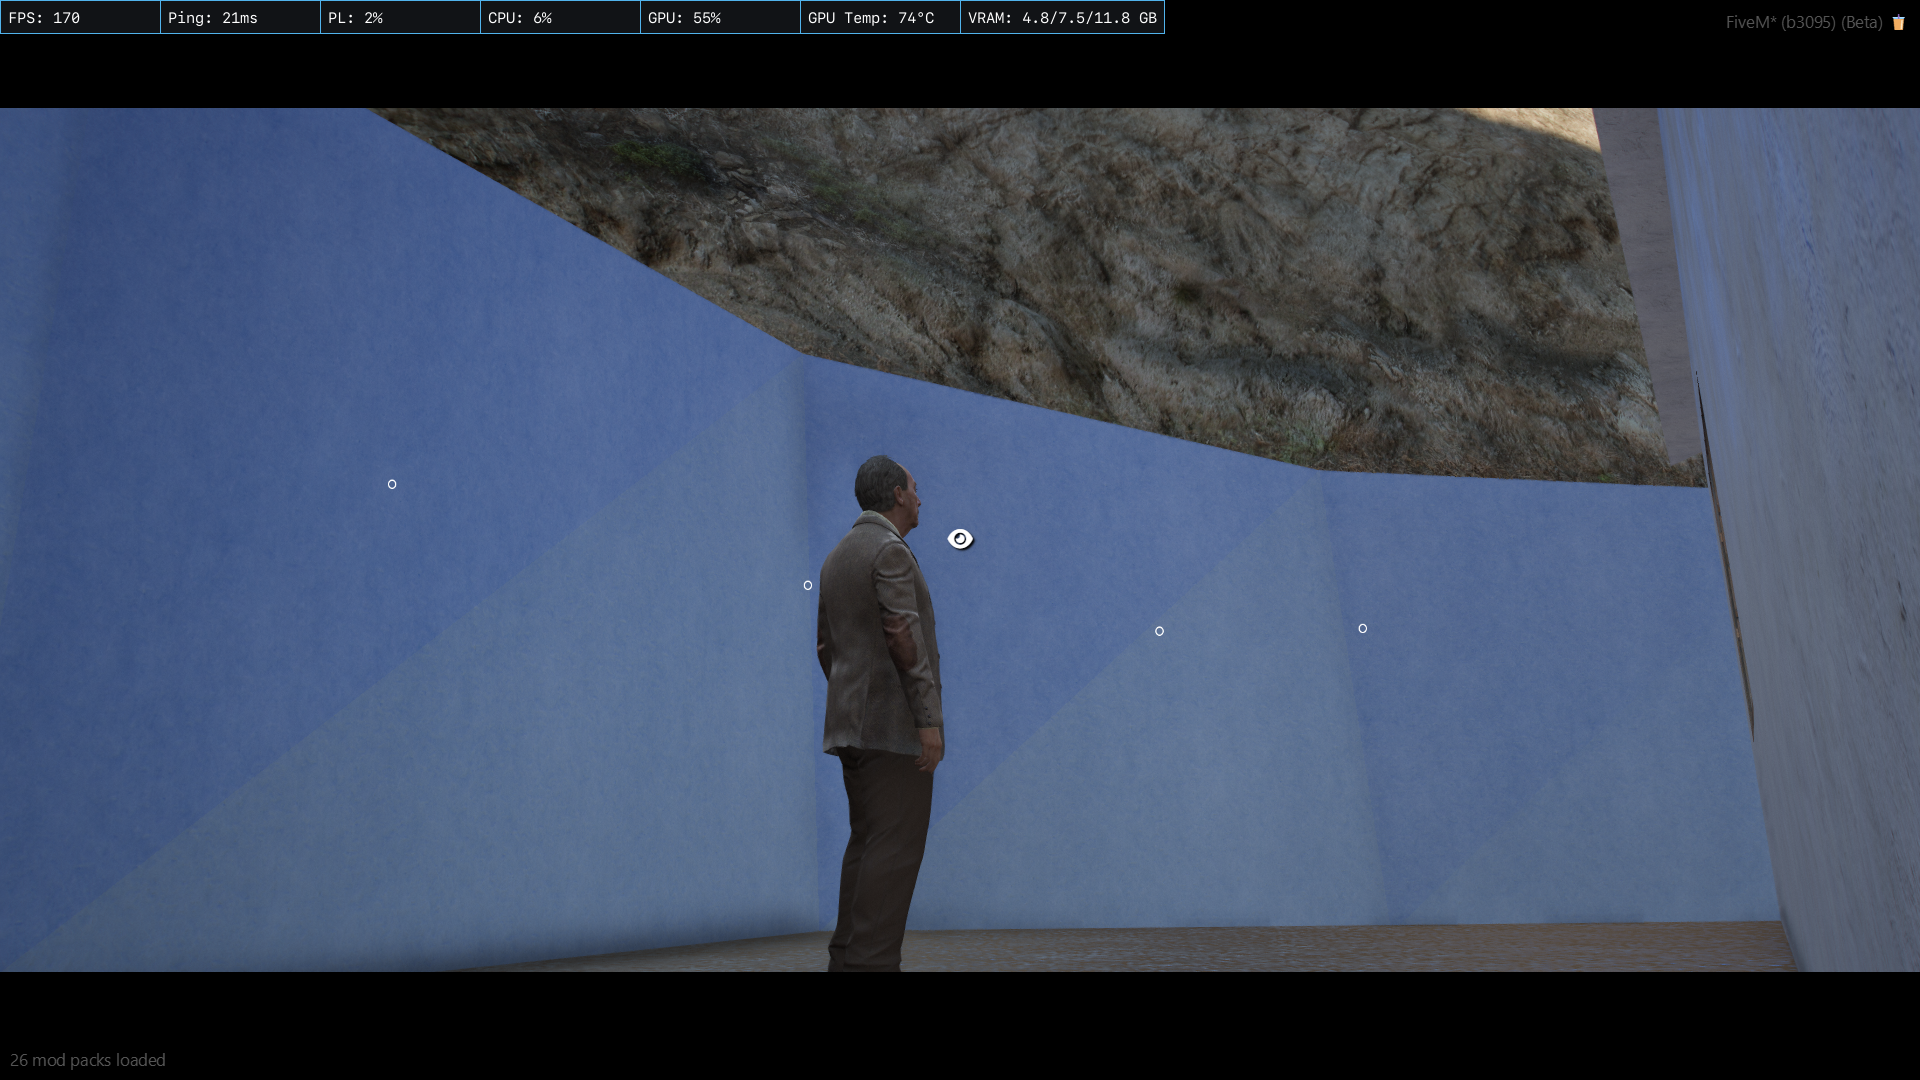 FPS: 170 Ping: 21ms PL: 2% CPU: 6% GPU: 55% GPU Temp: 74°C VRAM: 4.8/7.5/11.8 GB
FiveM* (b3095) (Beta)
26 mod packs loaded